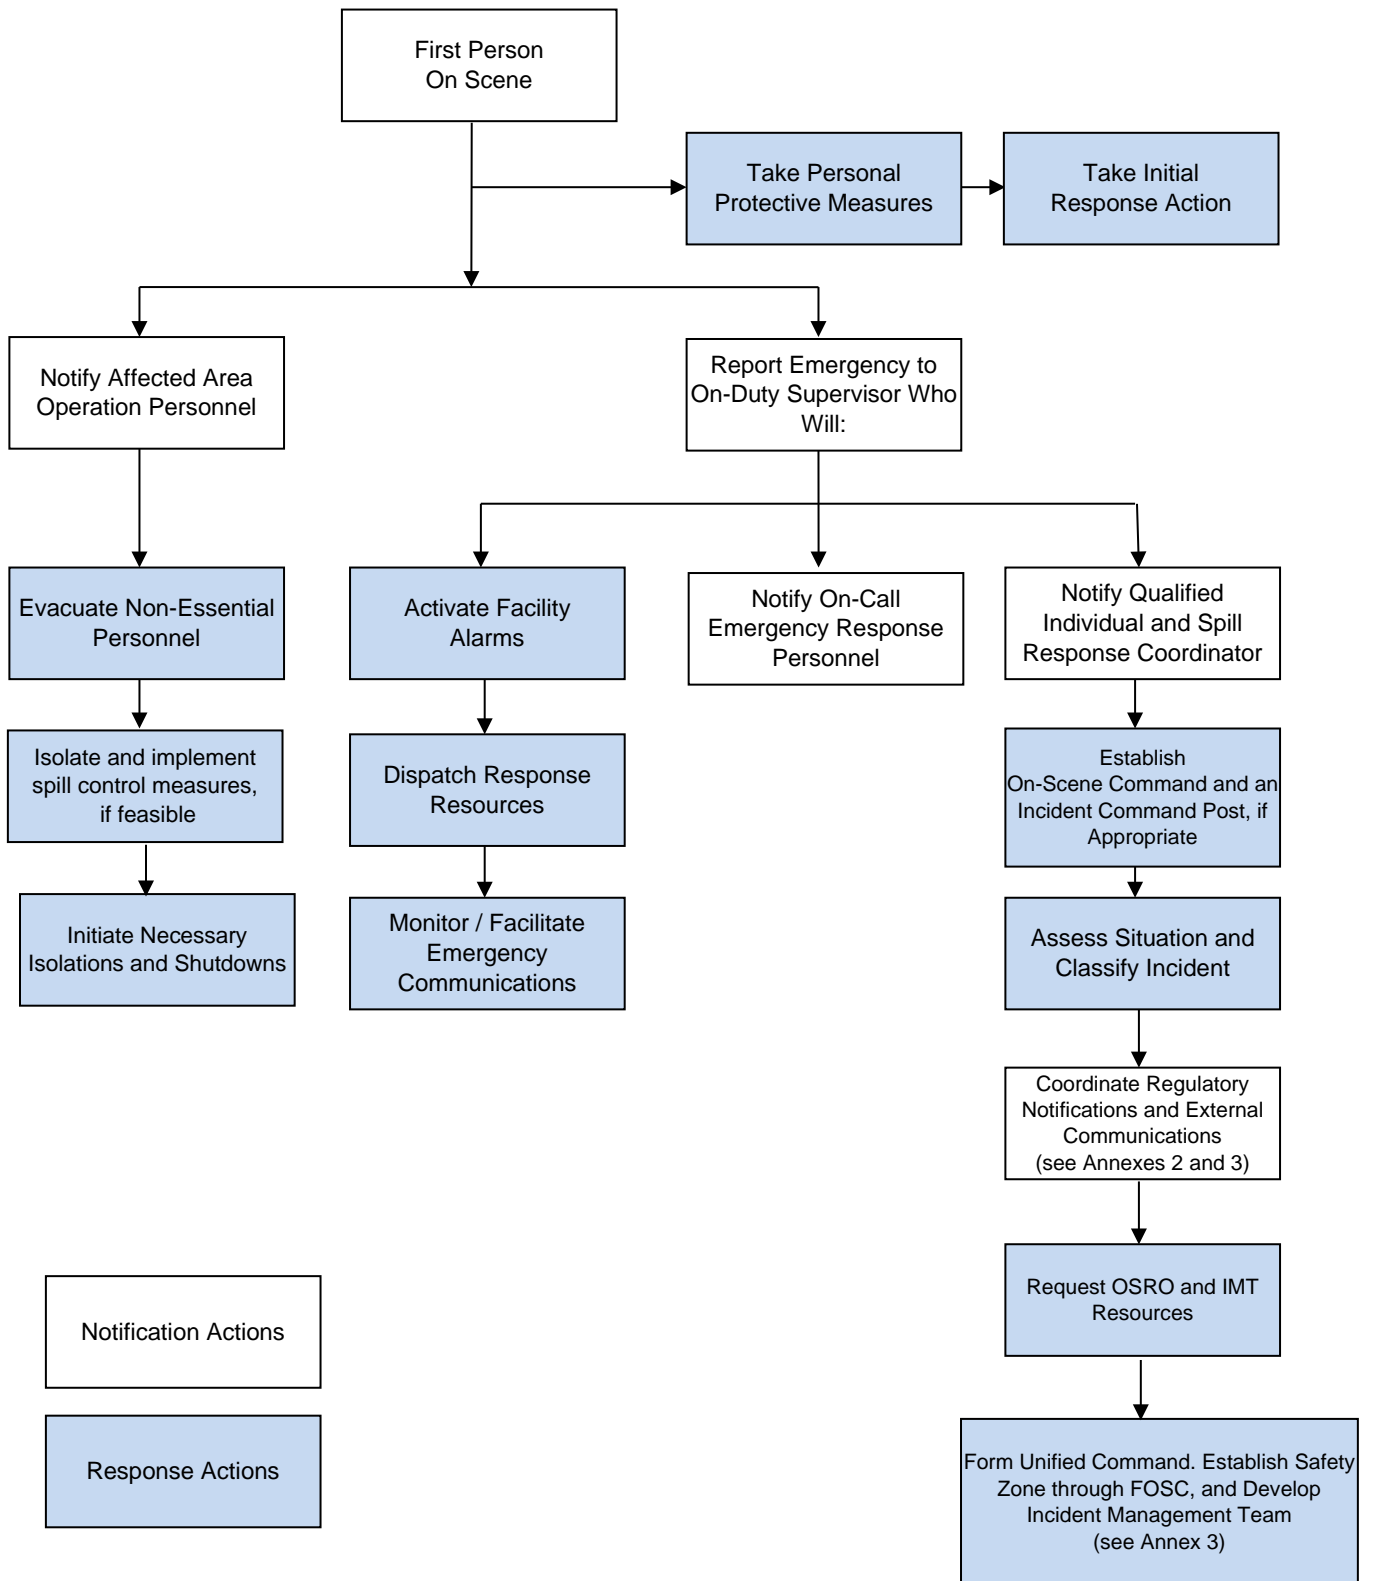 First Person
On Scene
Take Personal
Protective Measures
Take Initial
Response Action
Notify Affected Area
Operation Personnel
Report Emergency to
On-Duty Supervisor Who
Will:
Evacuate Non-Essential
Personnel
Activate Facility
Alarms
Notify On-Call
Emergency Response
Personnel
Notify Qualified
Individual and Spill
Response Coordinator
Isolate and implement
spill control measures,
if feasible
Dispatch Response
Resources
Establish
On-Scene Command and an
Incident Command Post, if
Appropriate
Initiate Necessary
Isolations and Shutdowns
Monitor / Facilitate
Emergency
Communications
Assess Situation and
Classify Incident
Coordinate Regulatory
Notifications and External
Communications
(see Annexes 2 and 3)
Request OSRO and IMT
Resources
Form Unified Command. Establish Safety
Zone through FOSC, and Develop
Incident Management Team
(see Annex 3)
Notification Actions
Response Actions